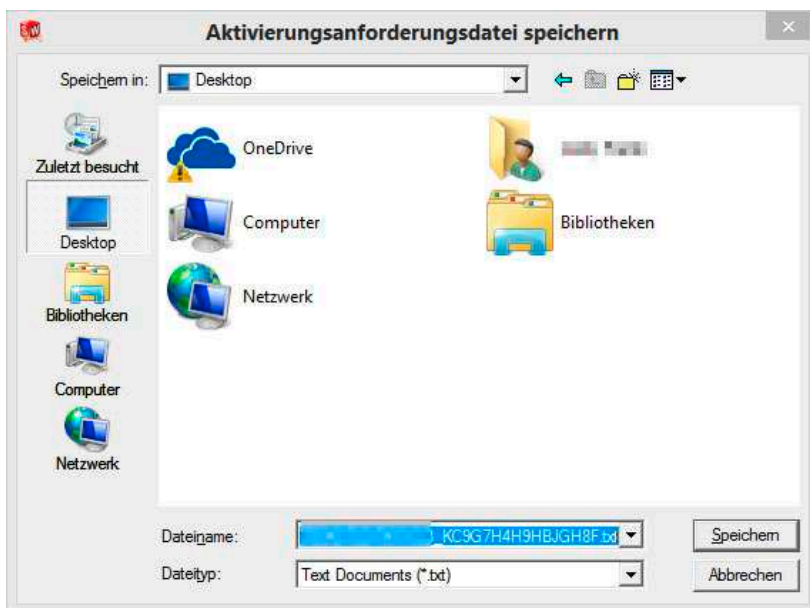 Aktivierungsanforderungsdatei speichern
Speichern in: Desktop
OneDrive
Zuletzt besucht
Computer Bibliotheken
Desktop
Netzwerk
Bibliotheken
Computer
Netzwerk
Dateiname: _KC9G7H4H9HBJGH8F.txt Speichern
Dateityp: Text Documents (*.txt) Abbrechen